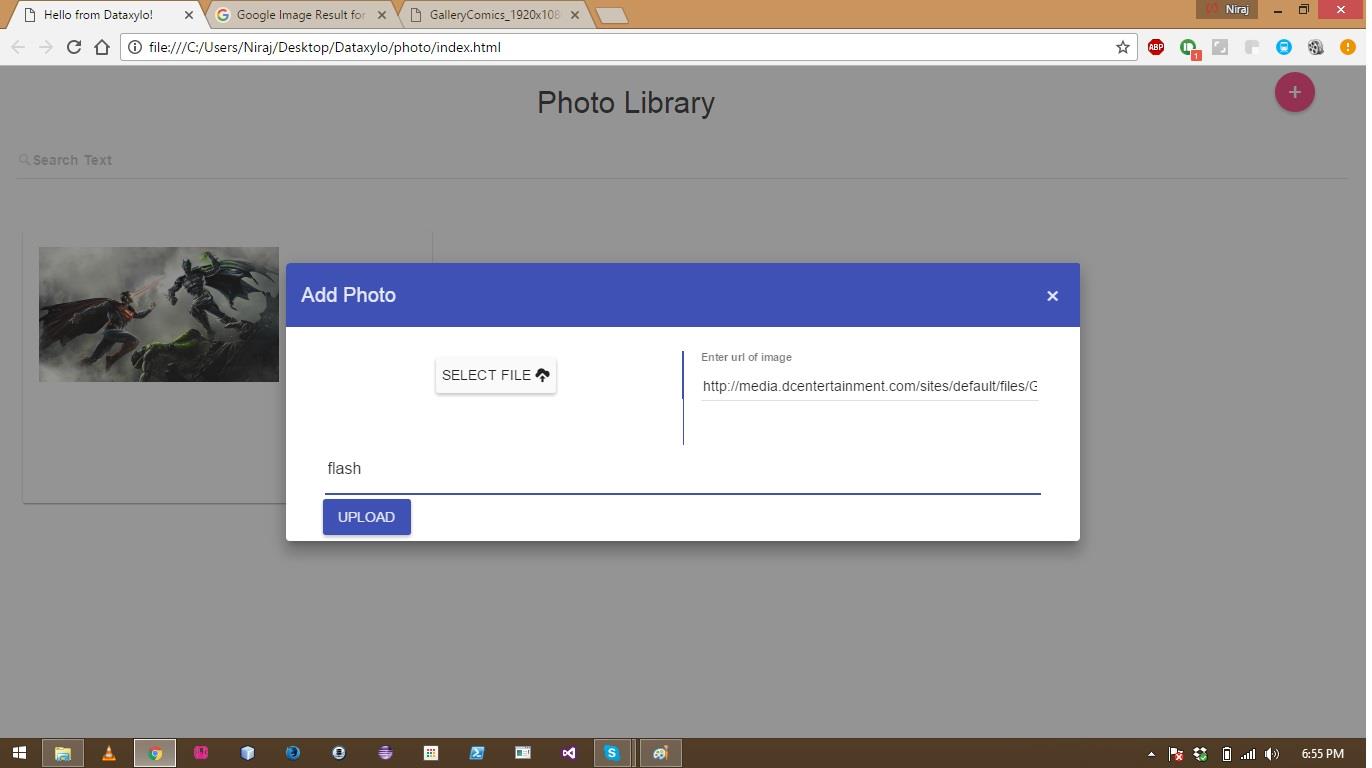 Hello from Dataxylo!
Google Image Result for
GalleryComics_1920x108
Niraj
file:///C:/Users/Niraj/Desktop/Dataxylo/photo/index.html
ABP
1
Photo Library
+
Search Text
Add Photo
×
SELECT FILE
Enter url of image
http://media.dcentertainment.com/sites/default/files/G
flash
UPLOAD
6:55 PM